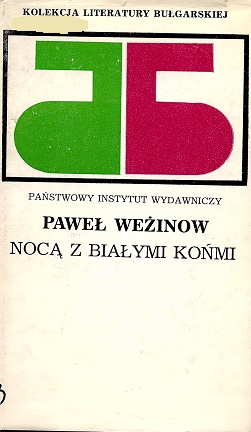 KOLEKCJA LITERATURY BUŁGARSKIEJ
PAŃSTWOWY INSTYTUT WYDAWNICZY
PAWEŁ WEŻINOW
NOCĄ Z BIAŁYMI KOŃMI